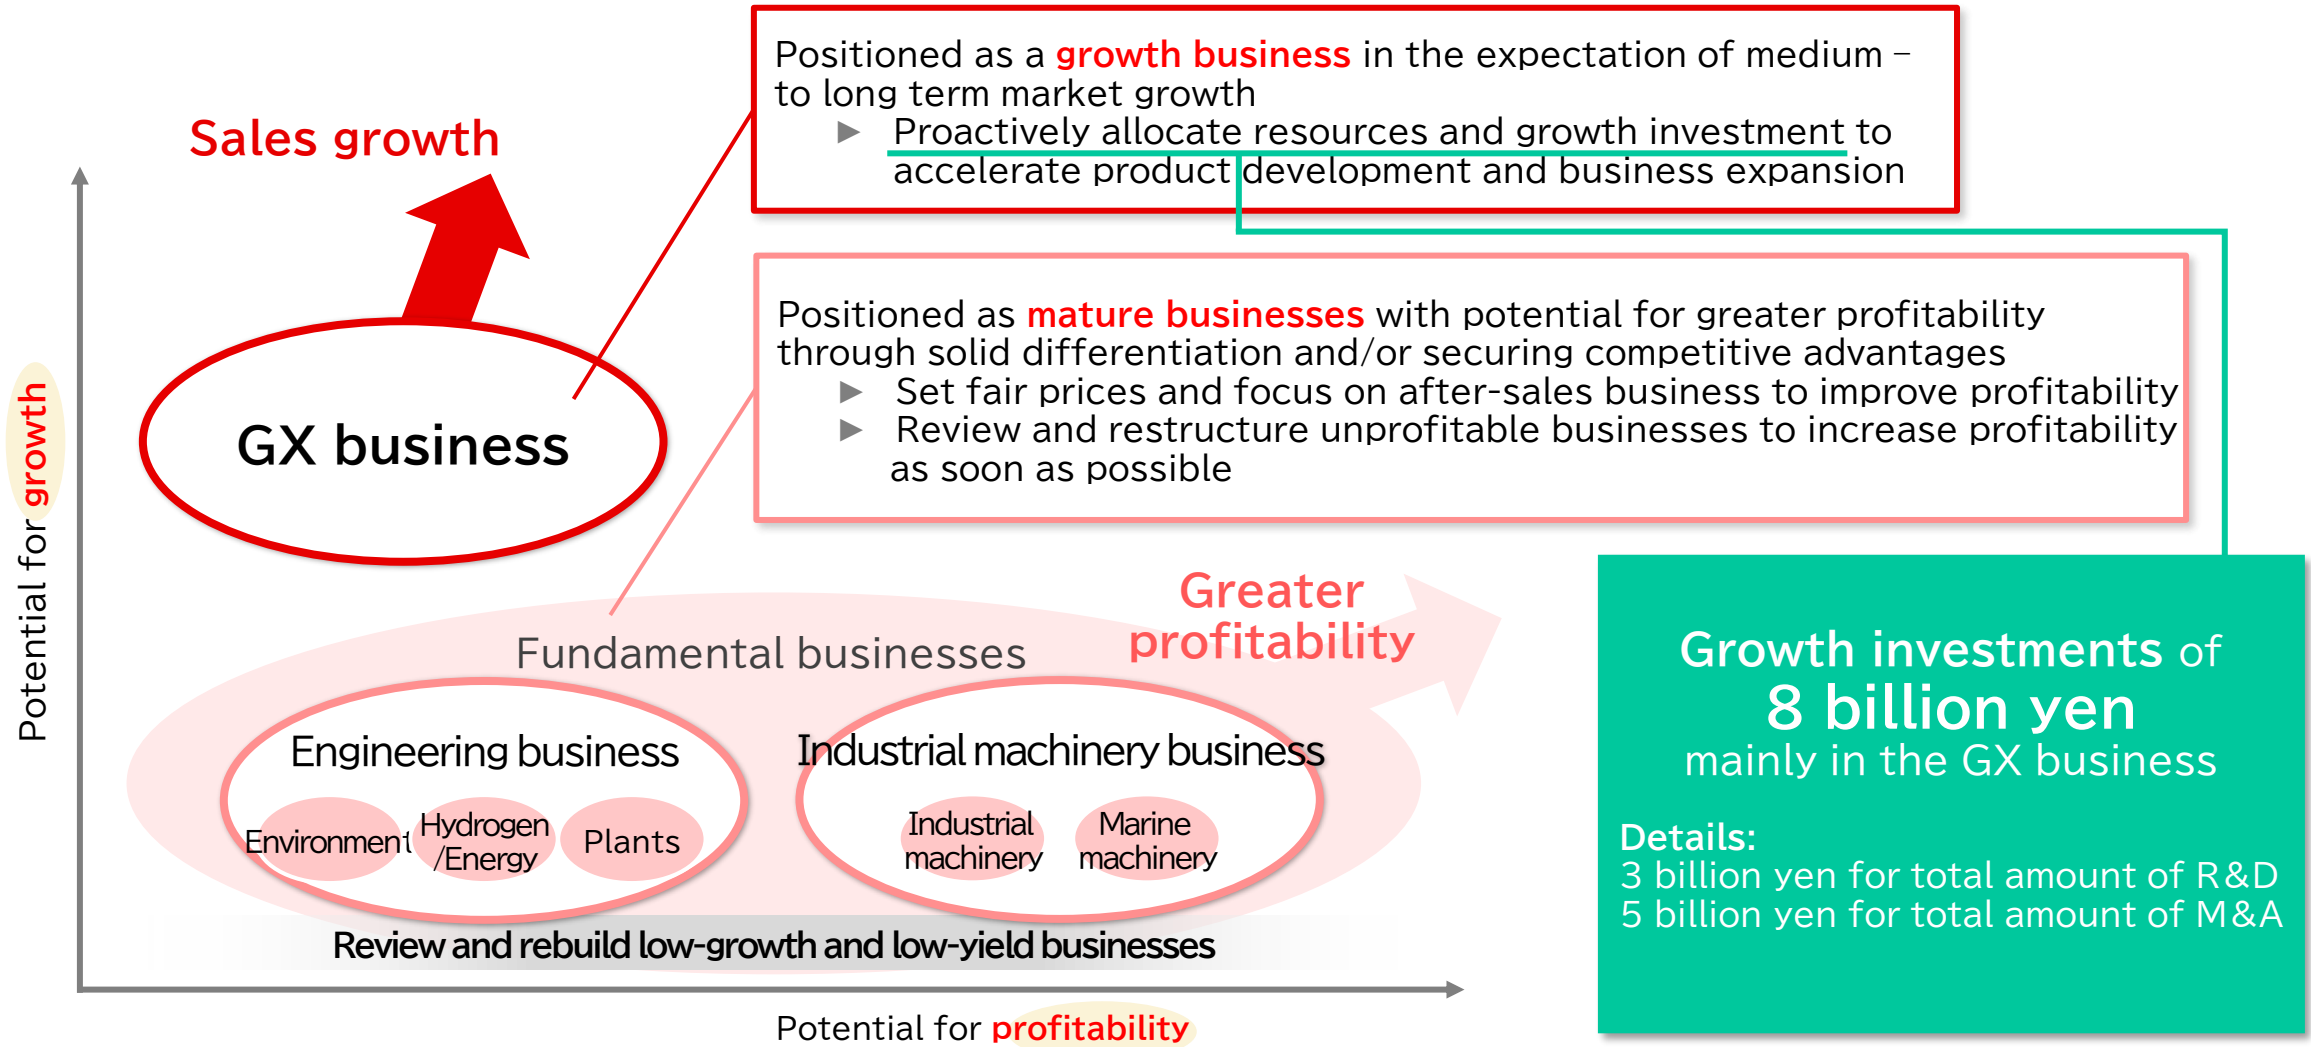 Positioned as a growth business in the expectation of medium –
to long term market growth
▶ Proactively allocate resources and growth investment to
accelerate product development and business expansion
Sales growth
Positioned as mature businesses with potential for greater profitability
through solid differentiation and/or securing competitive advantages
▶ Set fair prices and focus on after-sales business to improve profitability
▶ Review and restructure unprofitable businesses to increase profitability
as soon as possible
GX business
Potential for growth
Greater
profitability
Fundamental businesses
Engineering business
Environment
Hydrogen
/Energy
Plants
Industrial machinery business
Industrial
machinery
Marine
machinery
Review and rebuild low-growth and low-yield businesses
Potential for profitability
Growth investments of
8 billion yen
mainly in the GX business
Details:
3 billion yen for total amount of R&D
5 billion yen for total amount of M&A